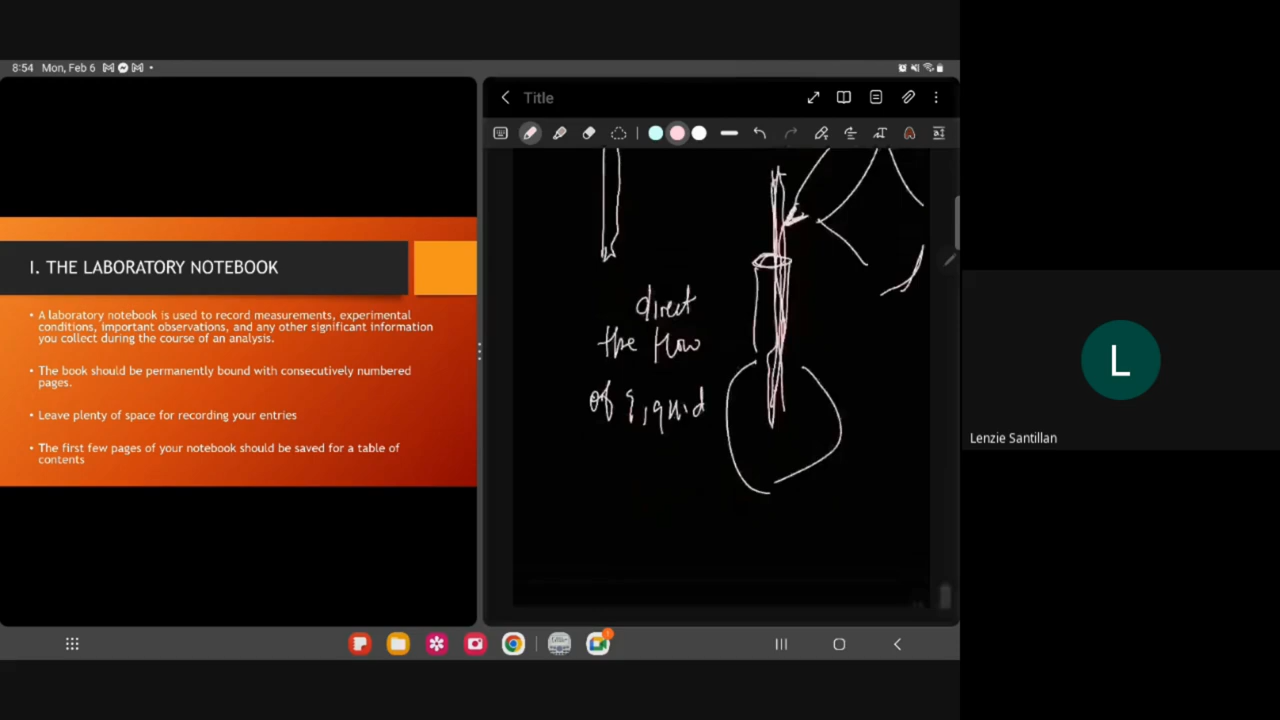 8:54 Mon, Feb 6
Title
I. THE LABORATORY NOTEBOOK
• A laboratory notebook is used to record measurements, experimental
conditions, important observations, and any other significant information
you collect during the course of an analysis.
• The book should be permanently bound with consecutively numbered
pages.
• Leave plenty of space for recording your entries
• The first few pages of your notebook should be saved for a table of
contents
direct
the flow
of liquid
L
Lenzie Santillan